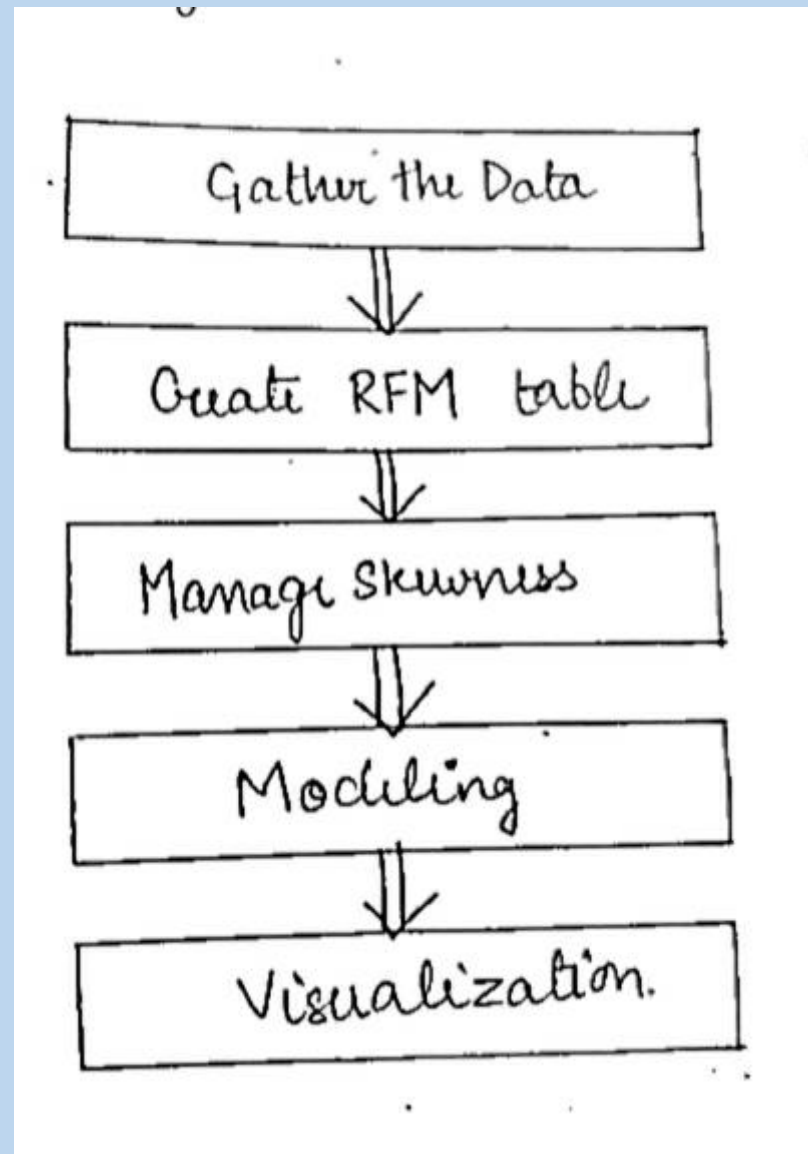 Gather the Data
Create RFM table
Manage Skewness
Modeling
Visualization.